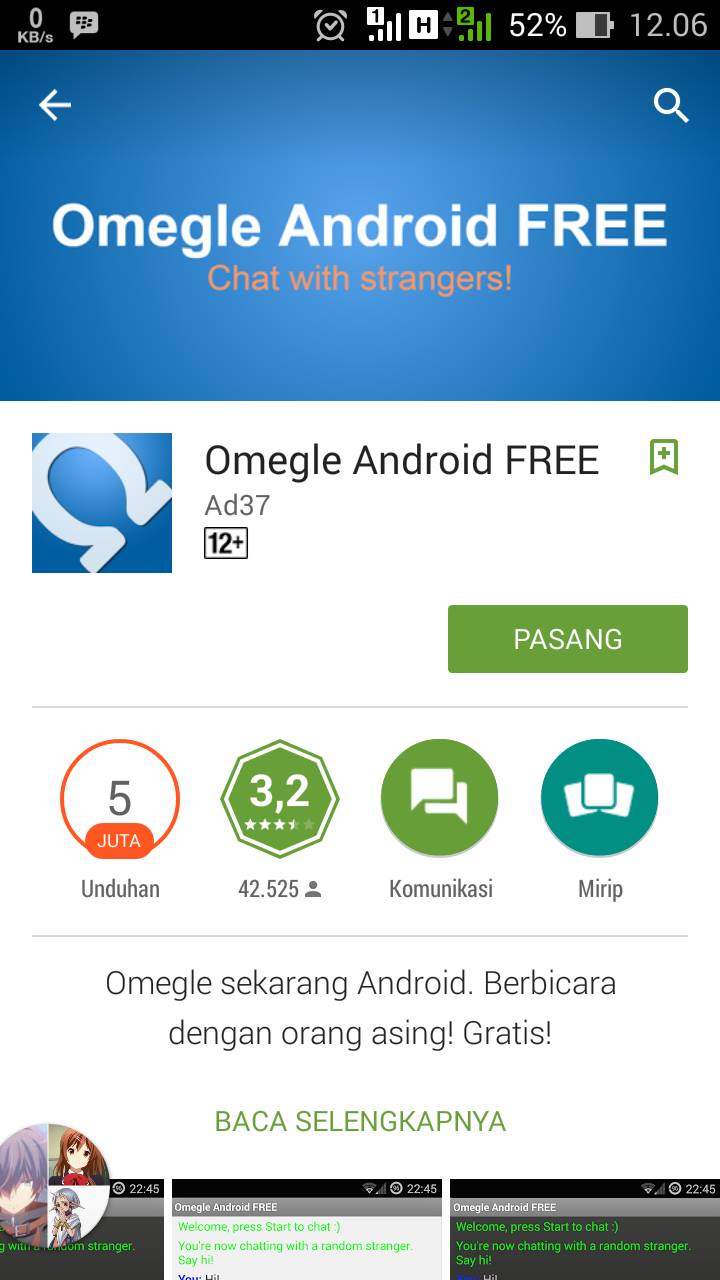 0
KB/s
1
H
2
52%
12.06
Omegle Android FREE
Chat with strangers!
Omegle Android FREE
Ad37
12+
PASANG
5
JUTA
3,2
Unduhan
42.525
Komunikasi
Mirip
Omegle sekarang Android. Berbicara
dengan orang asing! Gratis!
BACA SELENGKAPNYA
22:45
22:45
22:45
Omegle Android FREE
Omegle Android FREE
Welcome, press Start to chat :)
Welcome, press Start to chat :)
g with a random stranger.
You're now chatting with a random stranger.
Say hi!
You're now chatting with a random stranger.
Say hi!
You: Hi!
You: Hi!